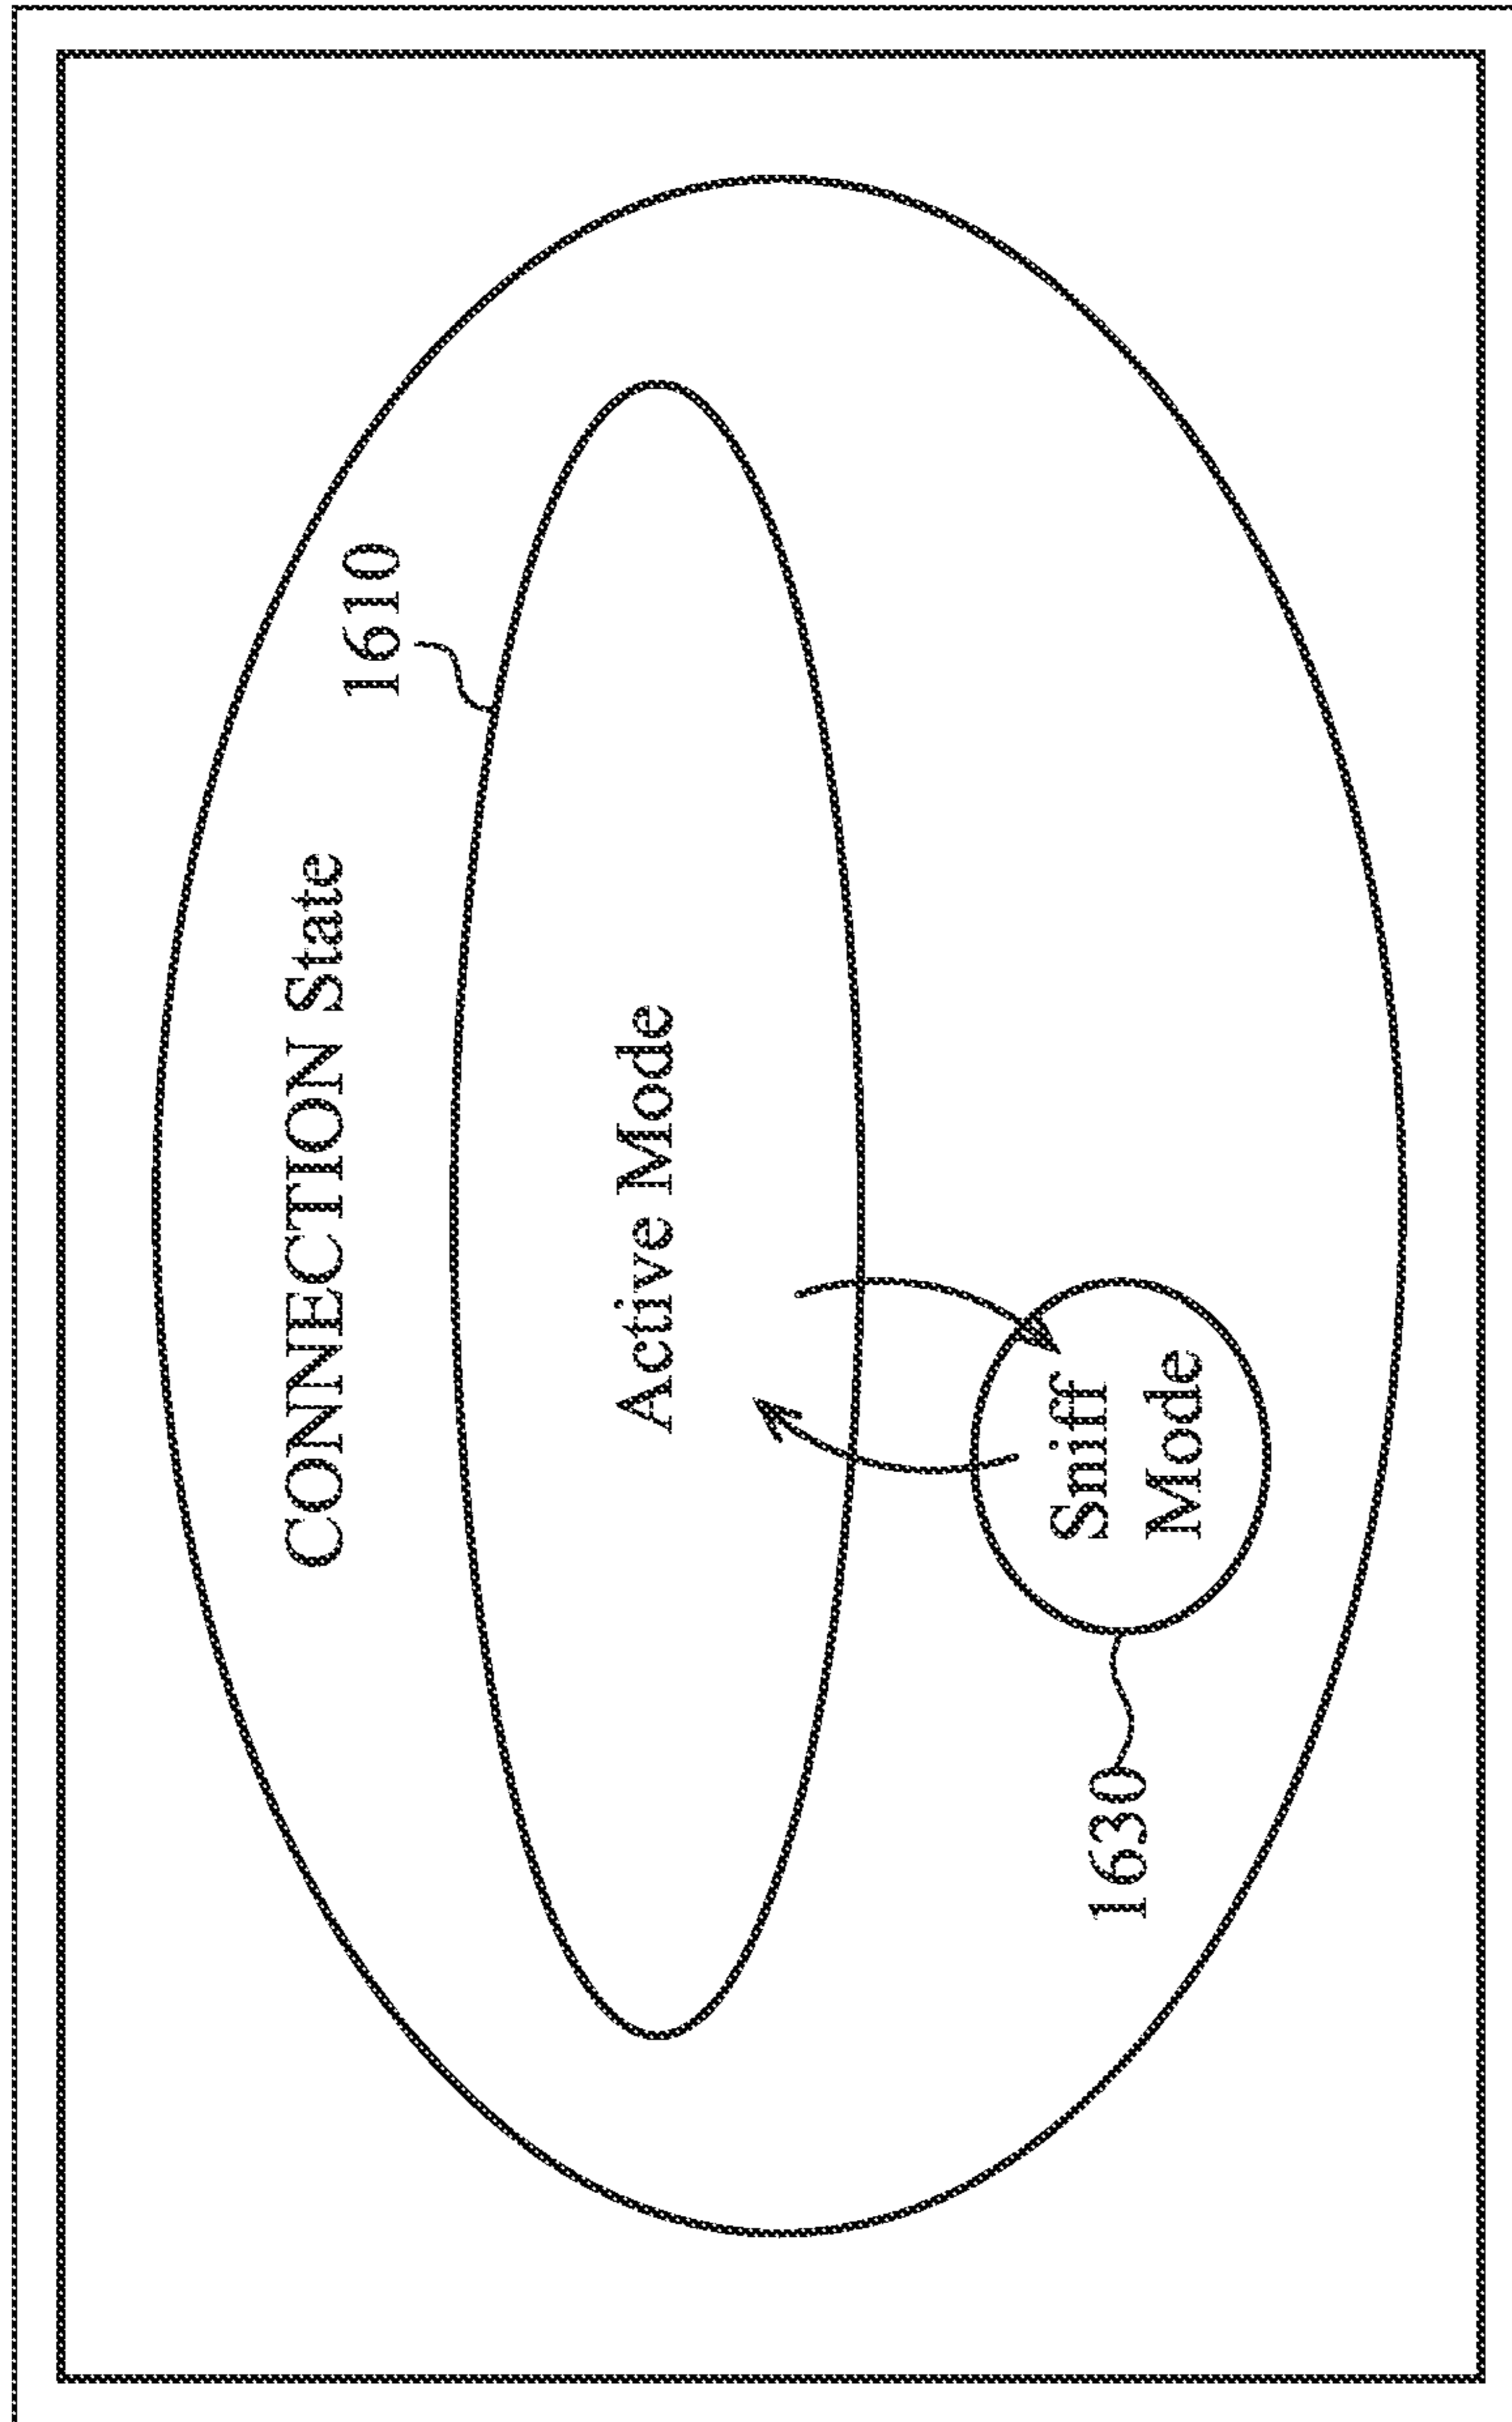 CONNECTION State
1610
Active Mode
Sniff
Mode
1630